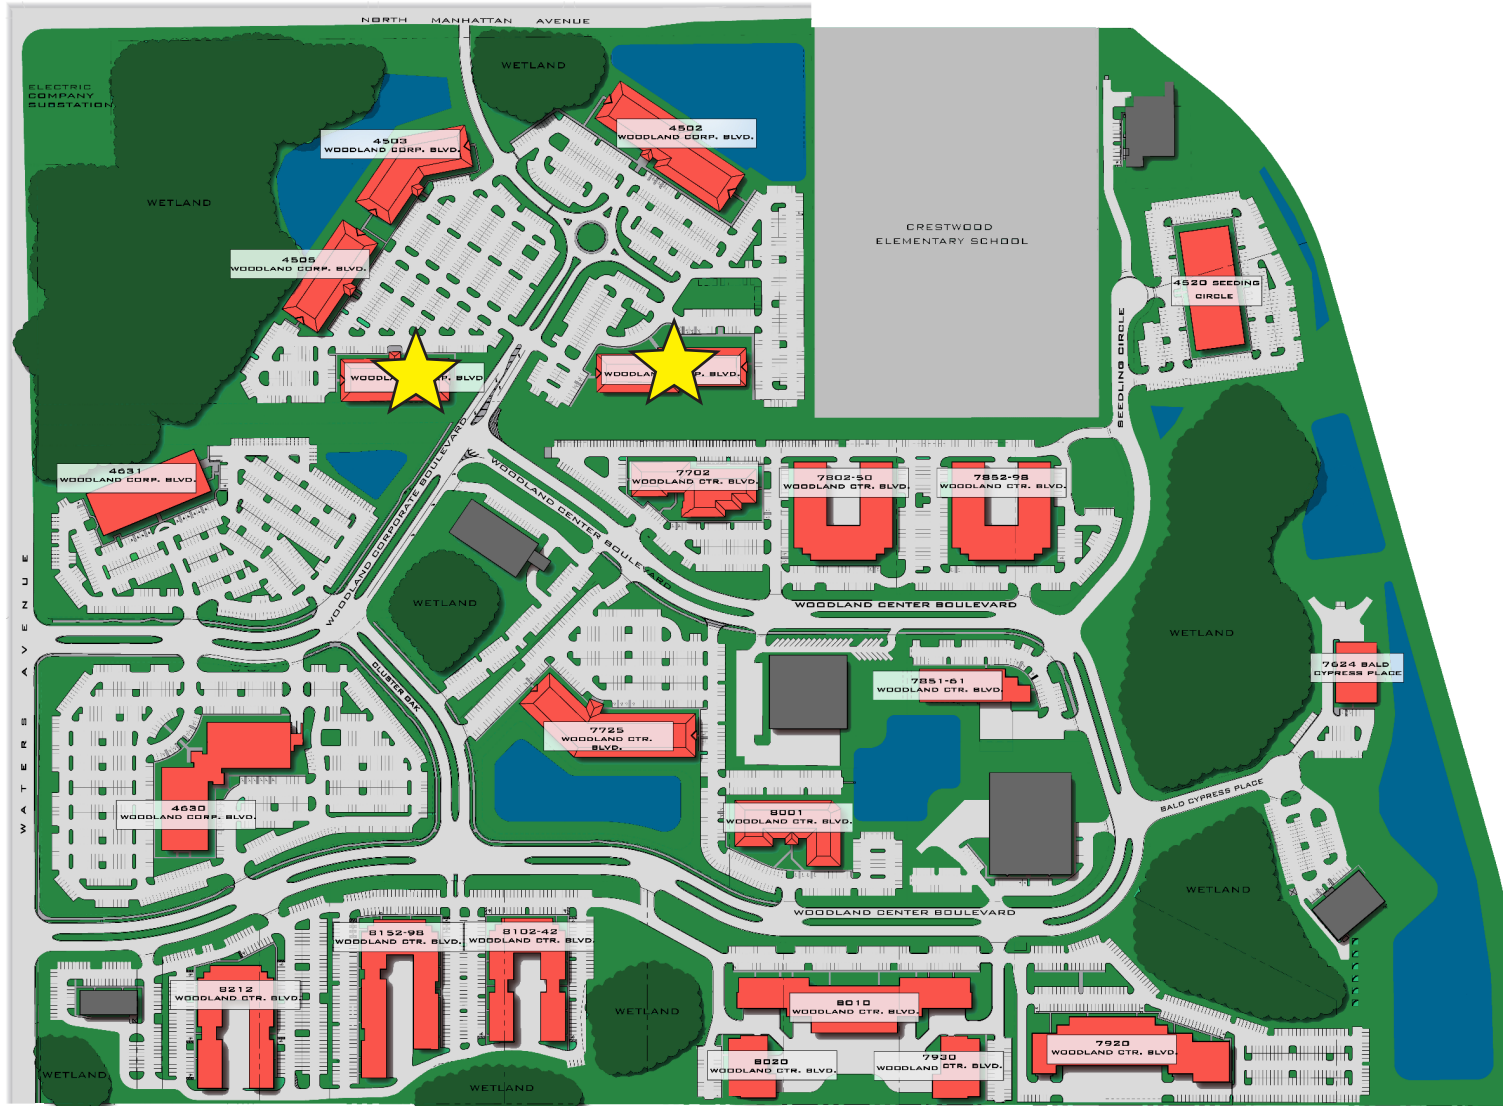 NORTH MANHATTAN AVENUE
WETLAND
ELECTRIC
COMPANY
SUBSTATION
4502
WOODLAND CORP. BLVD.
4503
WOODLAND CORP. BLVD.
WETLAND
CRESTWOOD
ELEMENTARY SCHOOL
4505
WOODLAND CORP. BLVD.
4520 SEEDING
CIRCLE
SEEDLING CIRCLE
BLVD
BLVD.
WOODLAND CORPORATE BOULEVARD
4631
WOODLAND CORP. BLVD.
WOODLAND CENTER BOULEVARD
7702
WOODLAND CTR. BLVD.
7802-50
WOODLAND CTR. BLVD.
7852-98
WOODLAND CTR. BLVD.
WATERS AVENUE
WETLAND
WOODLAND CENTER BOULEVARD
WETLAND
CLUSTER OAK
7624 BALD
CYPRESS PLACE
7851-61
WOODLAND CTR. BLVD.
7725
WOODLAND CTR.
BLVD.
BALD CYPRESS PLACE
4630
WOODLAND CORP. BLVD.
8001
WOODLAND CTR. BLVD.
WETLAND
WOODLAND CENTER BOULEVARD
8152-98
WOODLAND CTR. BLVD.
8102-42
WOODLAND CTR. BLVD.
8212
WOODLAND CTR. BLVD.
WETLAND
8010
WOODLAND CTR. BLVD.
7920
WOODLAND CTR. BLVD.
8020
WOODLAND CTR. BLVD.
7930
WOODLAND CTR. BLVD.
WETLAND
WETLAND